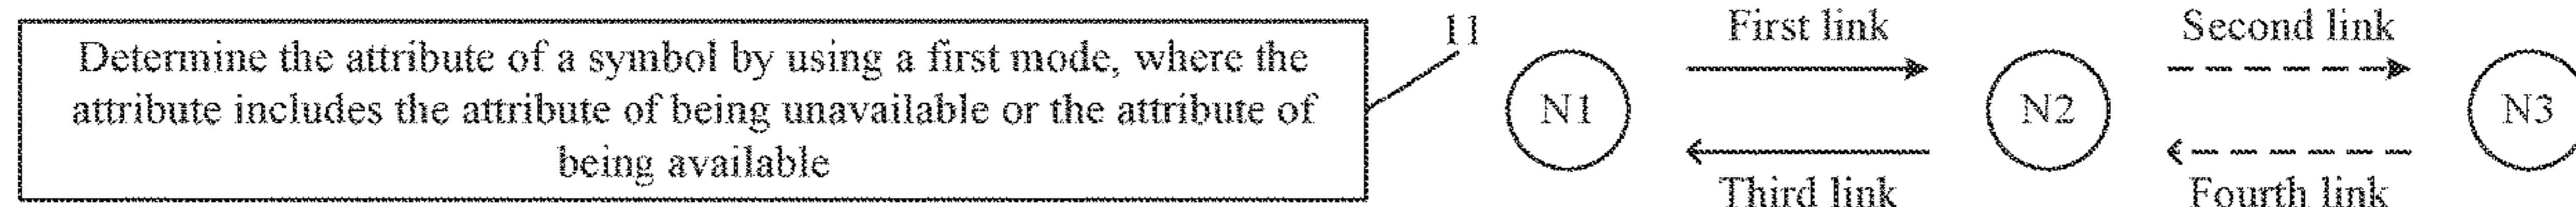 Determine the attribute of a symbol by using a first mode, where the
attribute includes the attribute of being unavailable or the attribute of
being available
11
First link
Second link
N1
N2
N3
Third link
Fourth link